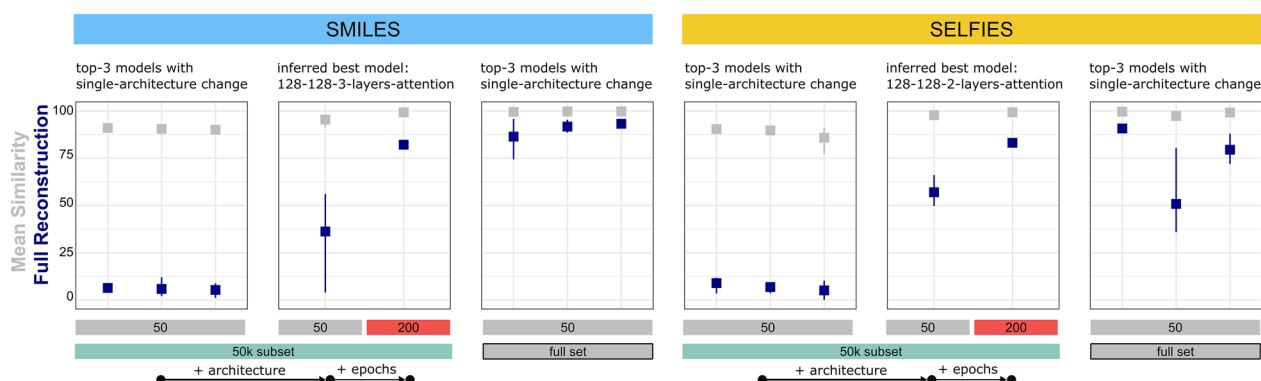 SMILES
SELFIES
top-3 models with
single-architecture change
inferred best model:
128-128-3-layers-attention
top-3 models with
single-architecture change
top-3 models with
single-architecture change
inferred best model:
128-128-2-layers-attention
top-3 models with
single-architecture change
Mean Similarity
Full Reconstruction
100
75
50
25
0
50
50
200
50
50
50
200
50
50k subset
full set
50k subset
full set
+ architecture
+ epochs
+ architecture
+ epochs